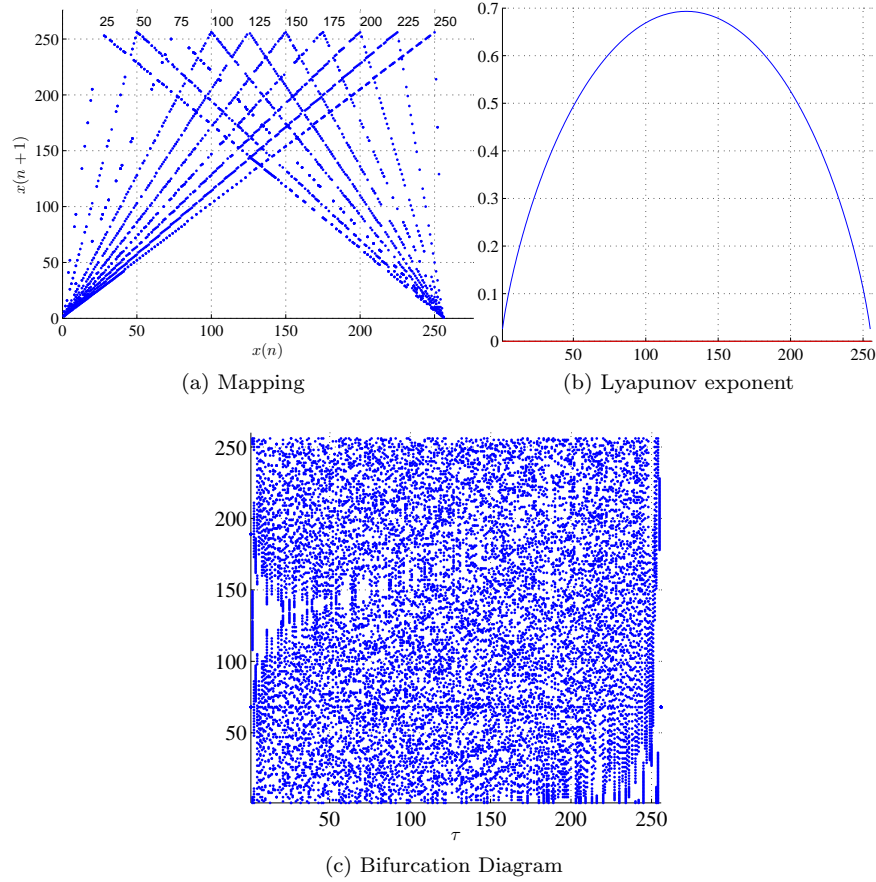 25 50 75 100 125 150 175 200 225 250
250
200
150
100
50
0
x(n + 1)
0 50 100 150 200 250
x(n)
(a) Mapping
0.7
0.6
0.5
0.4
0.3
0.2
0.1
0
50 100 150 200 250
(b) Lyapunov exponent
250
200
150
100
50
50 100 150 200 250
τ
(c) Bifurcation Diagram